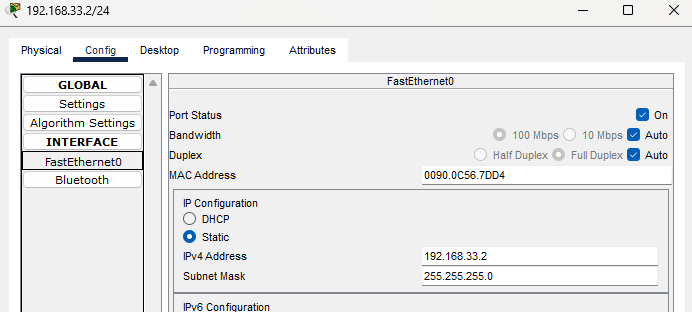 192.168.33.2/24
Physical Config Desktop Programming Attributes
GLOBAL
Settings
Algorithm Settings
INTERFACE
FastEthernet0
Bluetooth
FastEthernet0
Port Status On
Bandwidth 100 Mbps 10 Mbps Auto
Duplex Half Duplex Full Duplex Auto
MAC Address 0090.0C56.7DD4
IP Configuration
DHCP
Static
IPv4 Address 192.168.33.2
Subnet Mask 255.255.255.0
IPv6 Configuration